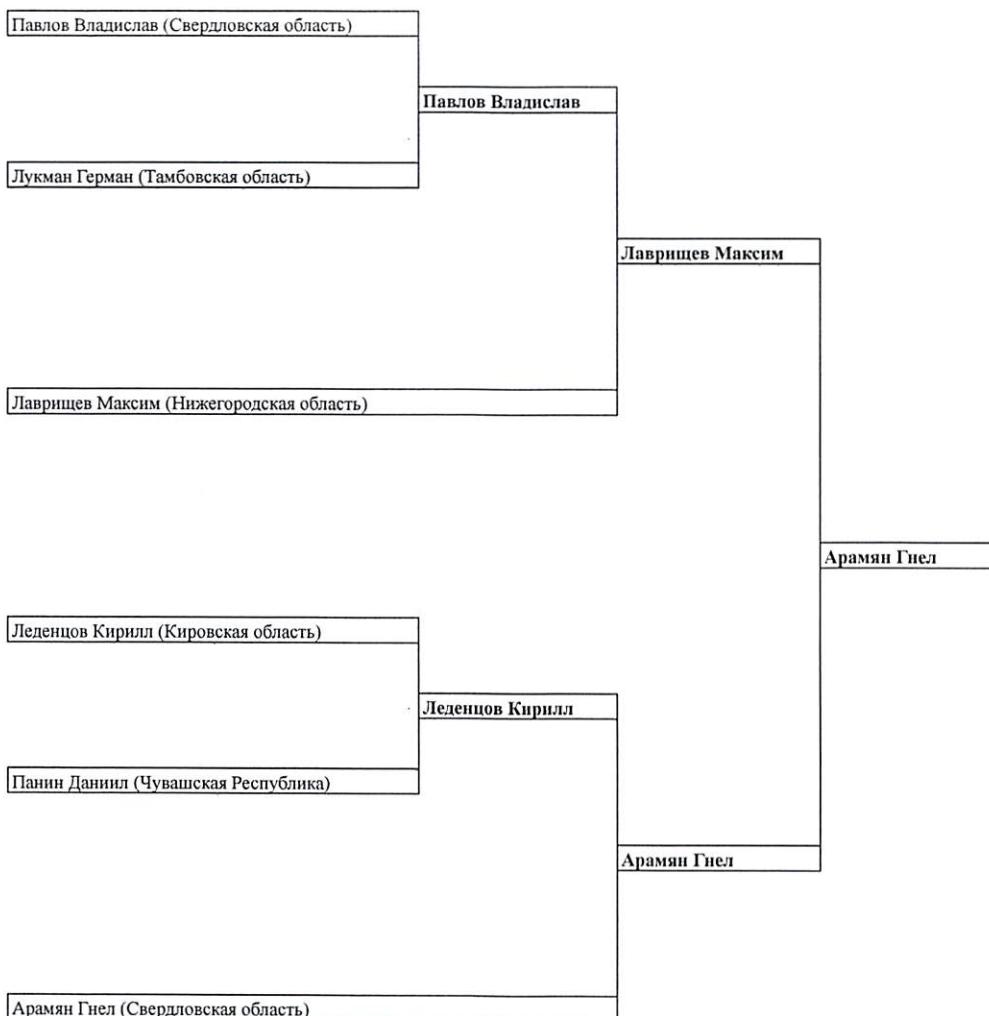 Павлов Владислав (Свердловская область)
Павлов Владислав
Лукман Герман (Тамбовская область)
Лаврищев Максим
Лаврищев Максим (Нижегородская область)
Арамян Гнел
Леденцов Кирилл (Кировская область)
Леденцов Кирилл
Панин Даниил (Чувашская Республика)
Арамян Гнел
Арамян Гнел (Свердловская область)